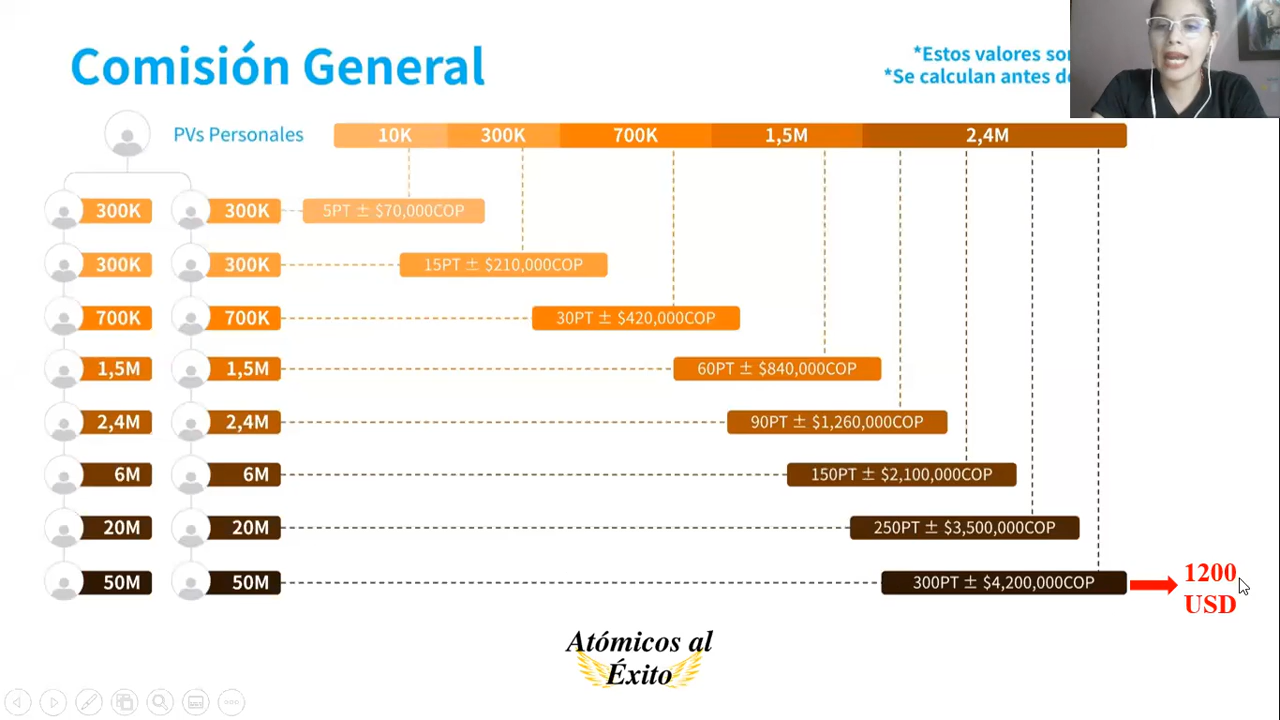 Comisión General
*Estos valores
*Se calculan antes
PVs Personales
10K 300K 700K 1,5M 2,4M
300K 300K 5PT ± $70,000COP
300K 300K 15PT ± $210,000COP
700K 700K 30PT ± $420,000COP
1,5M 1,5M 60PT ± $840,000COP
2,4M 2,4M 90PT ± $1,260,000COP
6M 6M 150PT ± $2,100,000COP
20M 20M 250PT ± $3,500,000COP
50M 50M 300PT ± $4,200,000COP
1200
USD
Atómicos al
Éxito